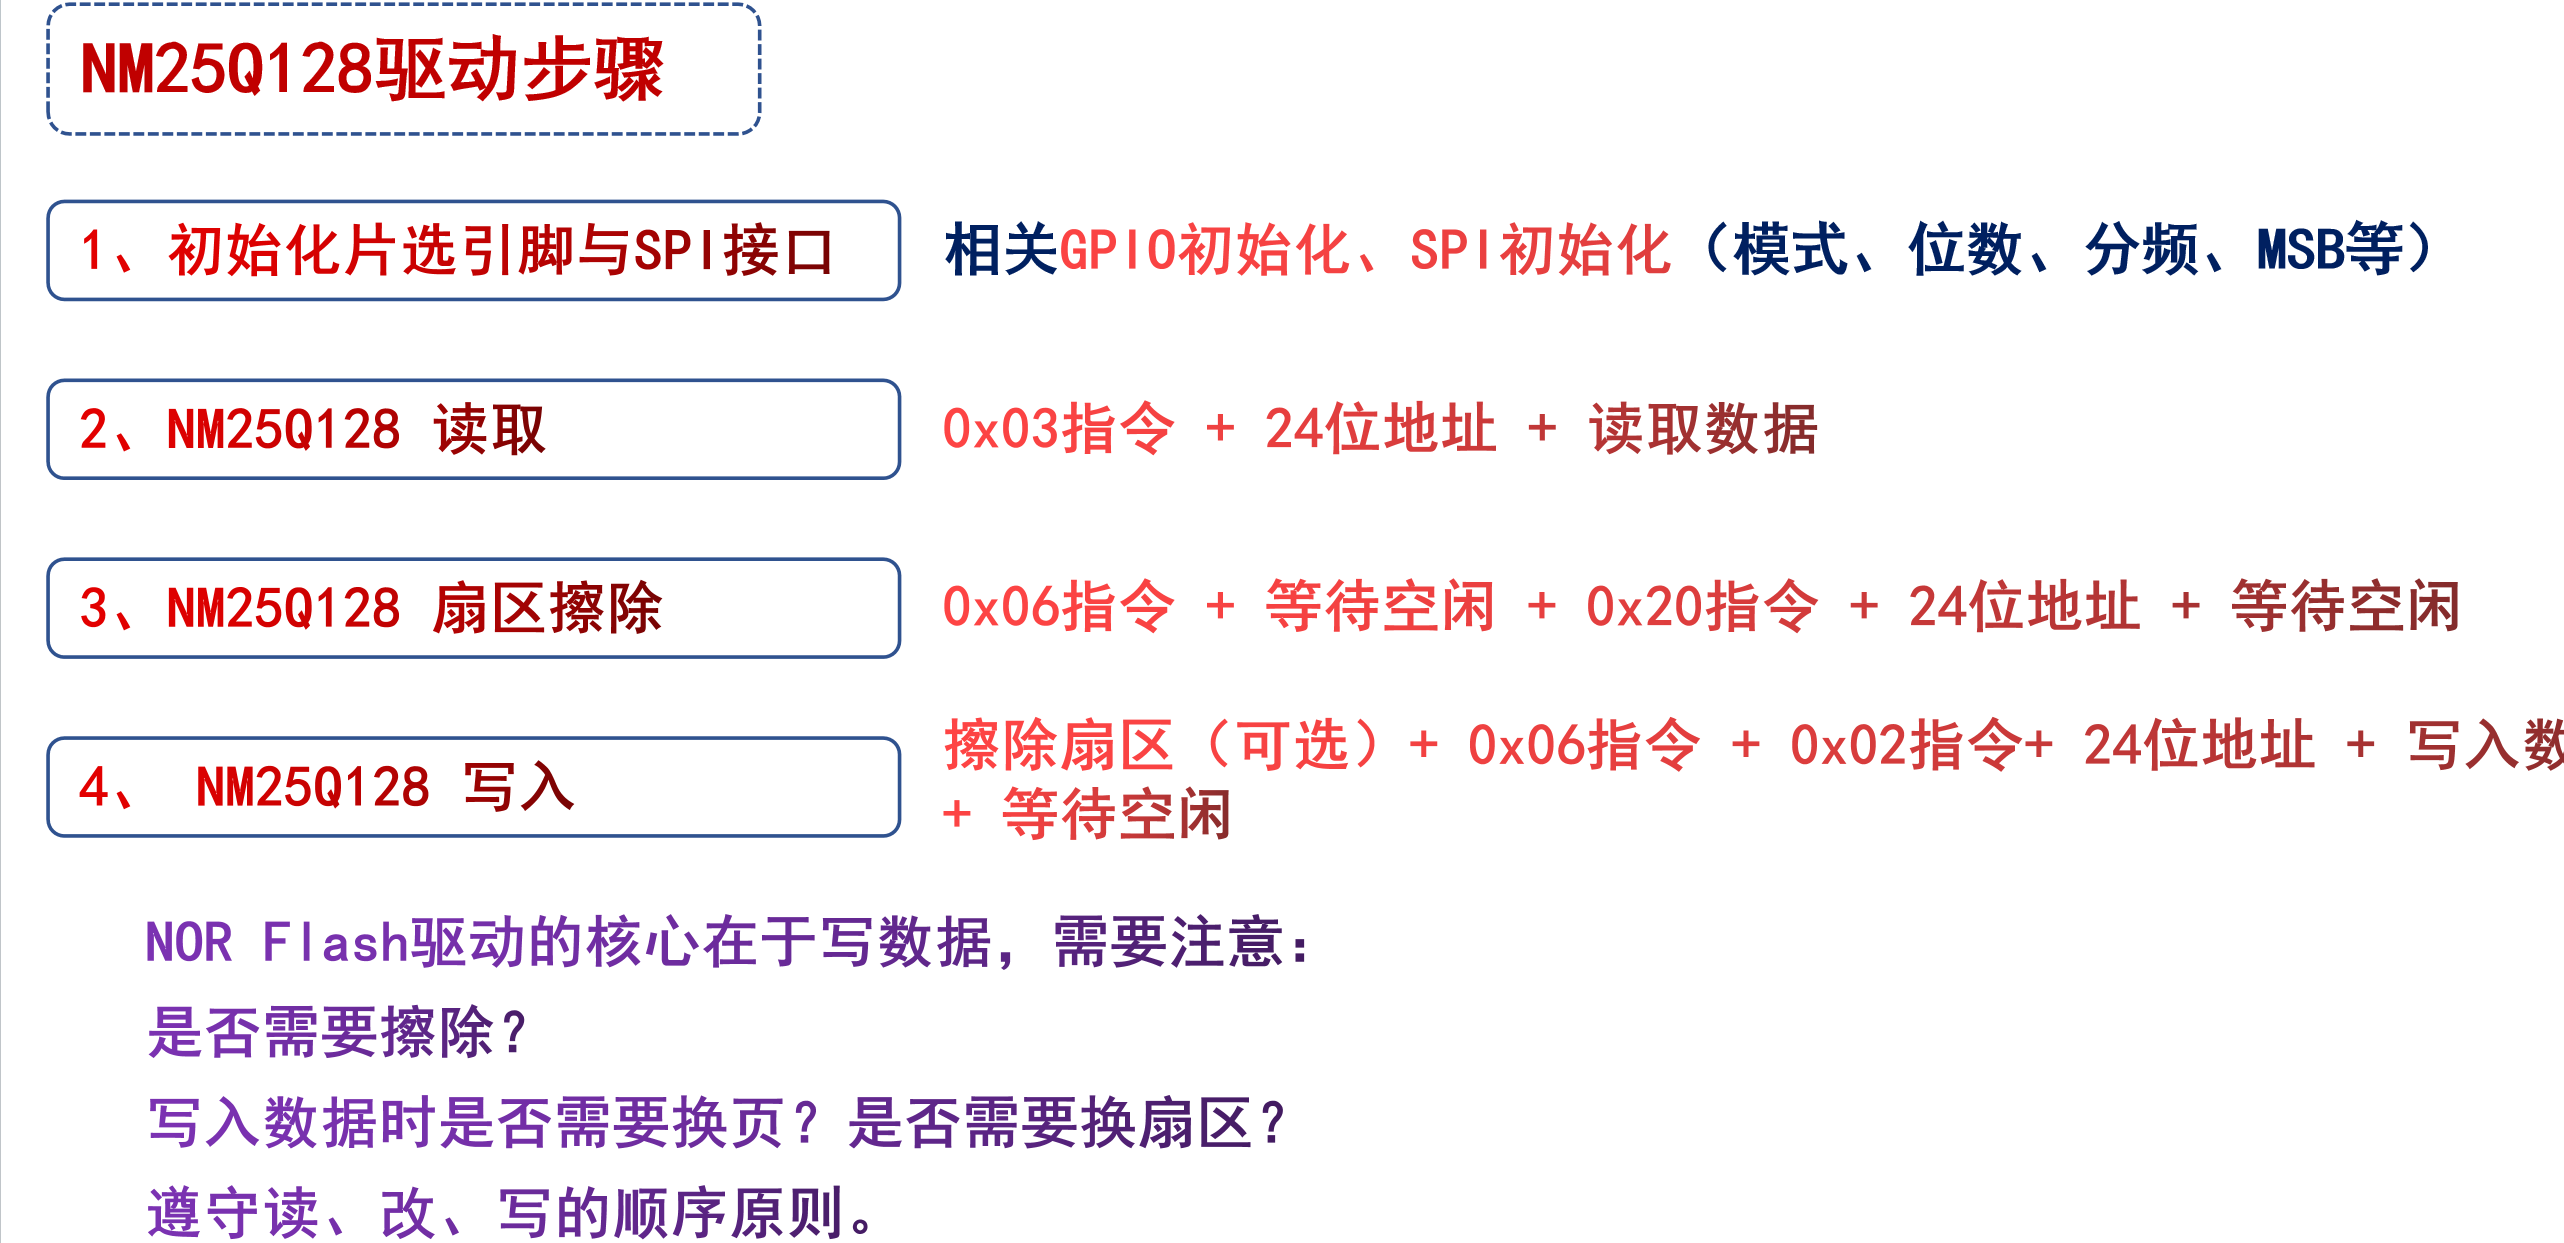 NM25Q128驱动步骤
1、初始化片选引脚与SPI接口
相关GPIO初始化、SPI初始化（模式、位数、分频、MSB等）
2、NM25Q128 读取
0x03指令 + 24位地址 + 读取数据
3、NM25Q128 扇区擦除
0x06指令 + 等待空闲 + 0x20指令 + 24位地址 + 等待空闲
4、 NM25Q128 写入
擦除扇区（可选）+ 0x06指令 + 0x02指令+ 24位地址 + 写入数
+ 等待空闲
NOR Flash驱动的核心在于写数据，需要注意：
是否需要擦除？
写入数据时是否需要换页？是否需要换扇区？
遵守读、改、写的顺序原则。